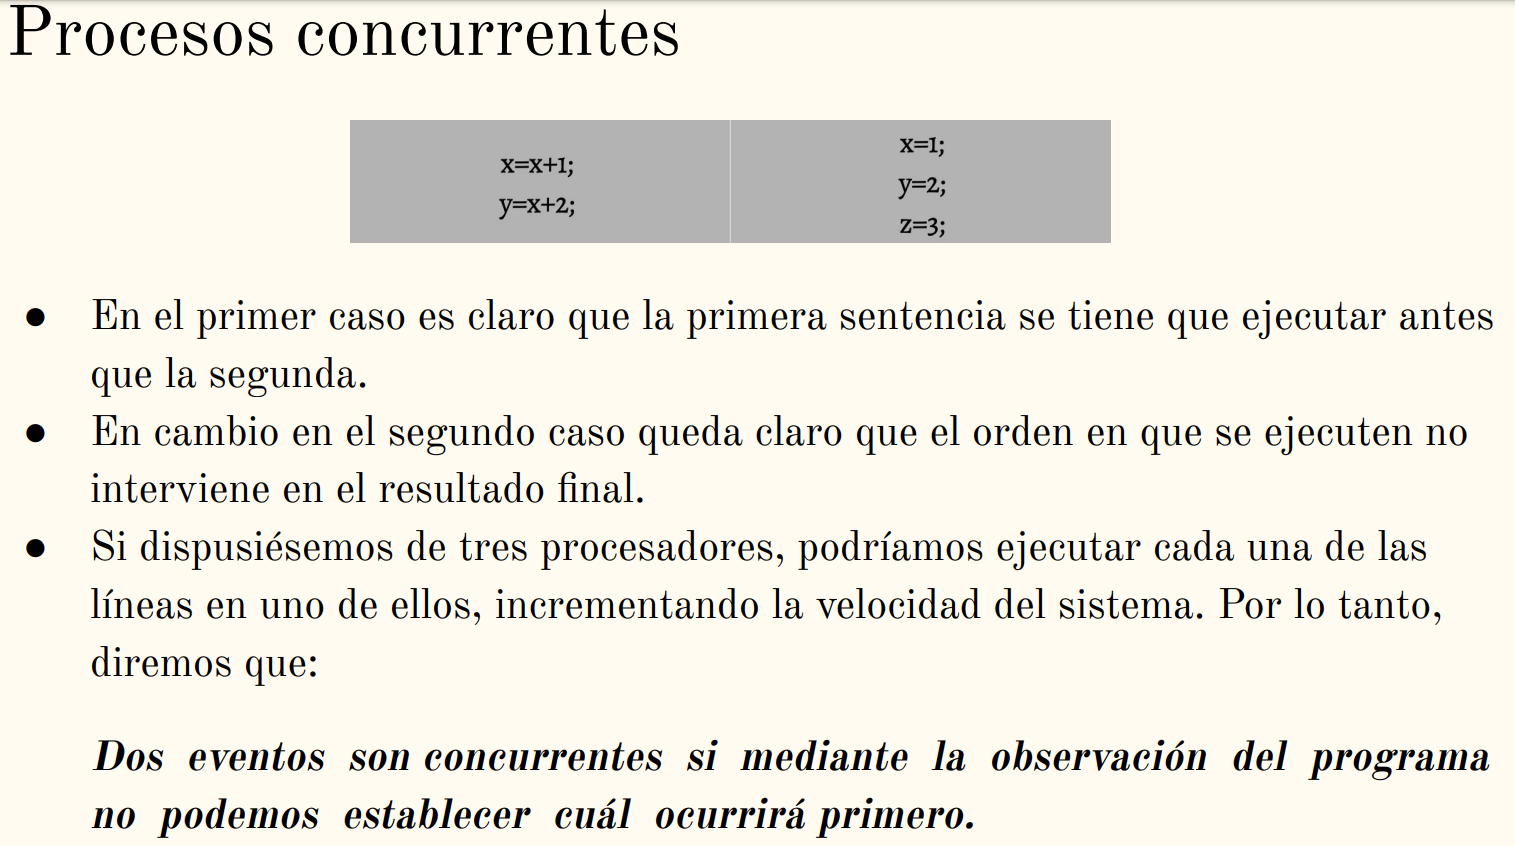 Procesos concurrentes
x=x+1;
y=x+2;
x=1;
y=2;
z=3;
● En el primer caso es claro que la primera sentencia se tiene que ejecutar antes
que la segunda.
● En cambio en el segundo caso queda claro que el orden en que se ejecuten no
interviene en el resultado final.
● Si dispusiésemos de tres procesadores, podríamos ejecutar cada una de las
líneas en uno de ellos, incrementando la velocidad del sistema. Por lo tanto,
diremos que:
Dos eventos son concurrentes si mediante la observación del programa
no podemos establecer cuál ocurrirá primero.